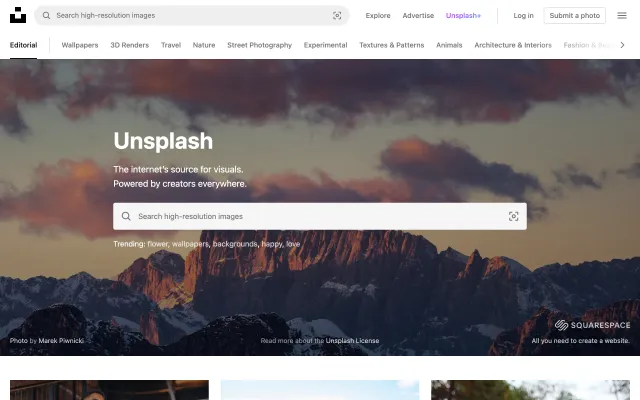 Search high-resolution images
Explore
Advertise
Unsplash+
Log in
Submit a photo
Editorial
Wallpapers
3D Renders
Travel
Nature
Street Photography
Experimental
Textures & Patterns
Animals
Architecture & Interiors
Fashion &
Unsplash
The internet's source for visuals.
Powered by creators everywhere.
Search high-resolution images
Trending: flower, wallpapers, backgrounds, happy, love
SQUARESPACE
Photo by Marek Piwnicki
Read more about the Unsplash License
All you need to create a website.